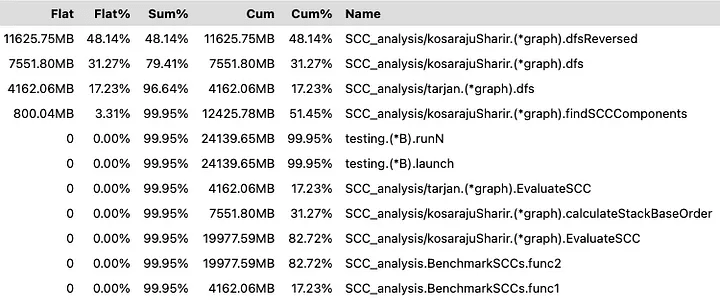 Flat Flat% Sum% Cum Cum% Name
11625.75MB 48.14% 48.14% 11625.75MB 48.14% SCC_analysis/kosarajuSharir.(*graph).dfsReversed
7551.80MB 31.27% 79.41% 7551.80MB 31.27% SCC_analysis/kosarajuSharir.(*graph).dfs
4162.06MB 17.23% 96.64% 4162.06MB 17.23% SCC_analysis/tarjan.(*graph).dfs
800.04MB 3.31% 99.95% 12425.78MB 51.45% SCC_analysis/kosarajuSharir.(*graph).findSCCComponents
0 0.00% 99.95% 24139.65MB 99.95% testing.(*B).runN
0 0.00% 99.95% 24139.65MB 99.95% testing.(*B).launch
0 0.00% 99.95% 4162.06MB 17.23% SCC_analysis/tarjan.(*graph).EvaluateSCC
0 0.00% 99.95% 7551.80MB 31.27% SCC_analysis/kosarajuSharir.(*graph).calculateStackBaseOrder
0 0.00% 99.95% 19977.59MB 82.72% SCC_analysis/kosarajuSharir.(*graph).EvaluateSCC
0 0.00% 99.95% 19977.59MB 82.72% SCC_analysis.BenchmarkSCCs.func2
0 0.00% 99.95% 4162.06MB 17.23% SCC_analysis.BenchmarkSCCs.func1